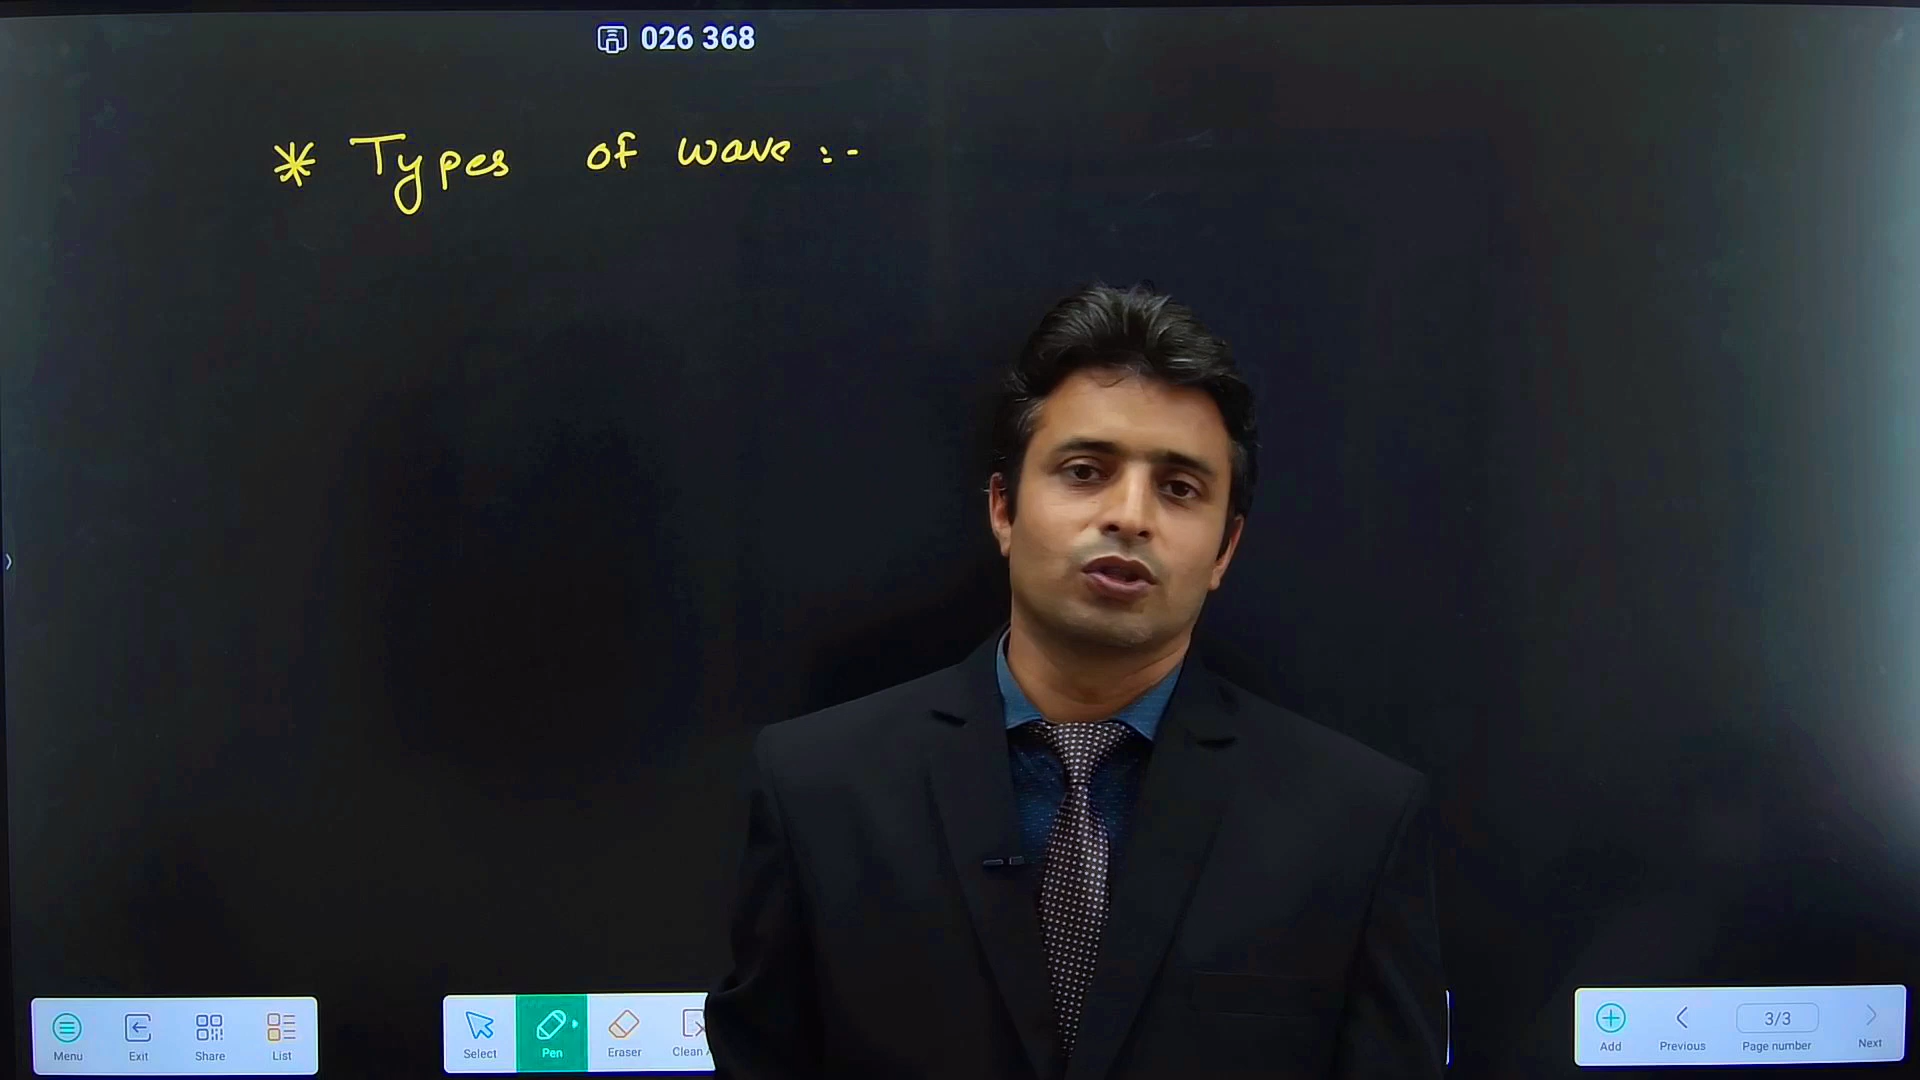 026 368
* Types of wave :-
Menu Exit Share List
Select Pen Eraser Clean
Add Previous 3/3 Page number Next